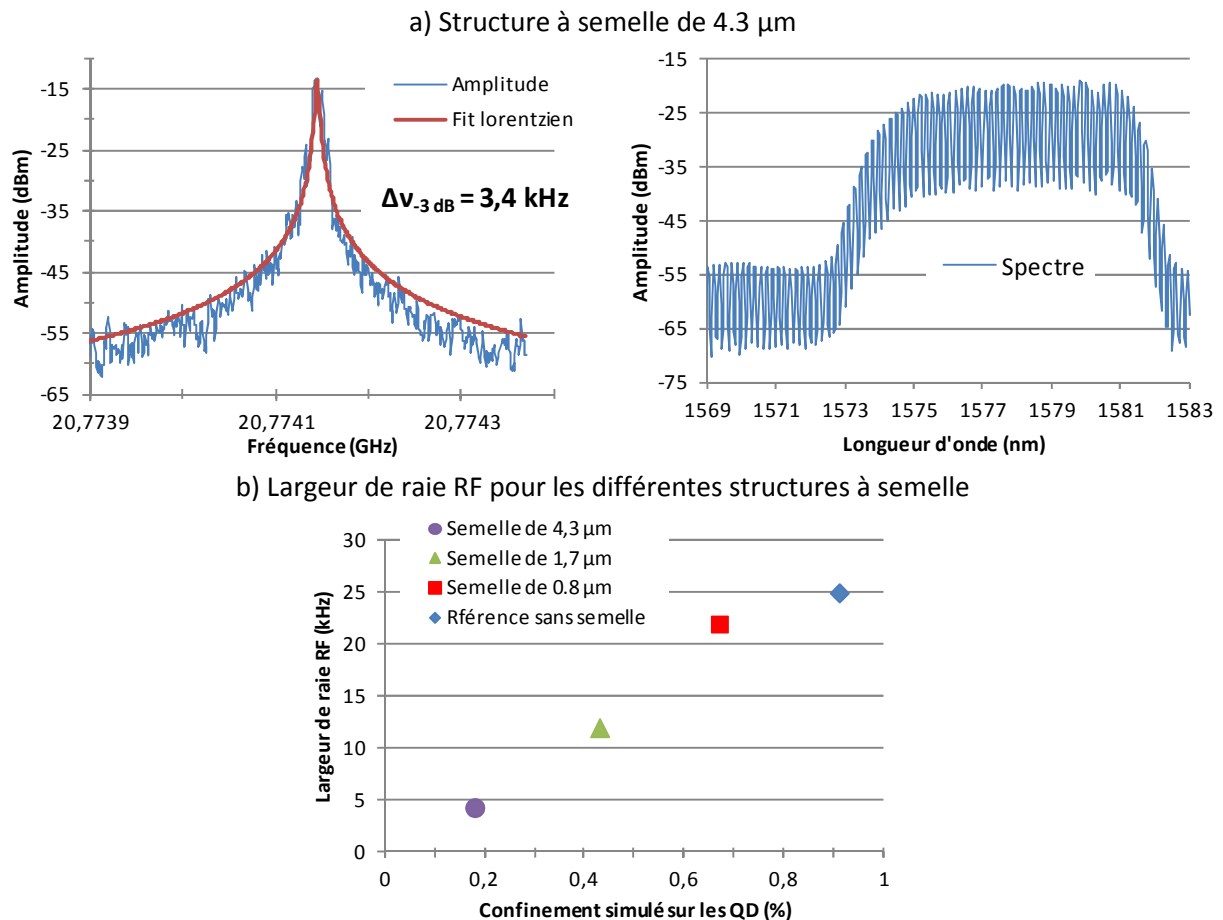 a) Structure à semelle de 4.3 µm
-15
-25
-35
-45
-55
-65
Amplitude (dBm)
Amplitude
Fit lorentzien
Δν-3 dB = 3,4 kHz
20,7739
20,7741
20,7743
Fréquence (GHz)
-15
-25
-35
-45
-55
-65
-75
Amplitude (dBm)
Spectre
1569
1571
1573
1575
1577
1579
1581
1583
Longueur d'onde (nm)
b) Largeur de raie RF pour les différentes structures à semelle
Semelle de 4,3 µm
Semelle de 1,7 µm
Semelle de 0.8 µm
Rférence sans semelle
30
25
20
15
10
5
0
Largeur de raie RF (kHz)
0
0,2
0,4
0,6
0,8
1
Confinement simulé sur les QD (%)